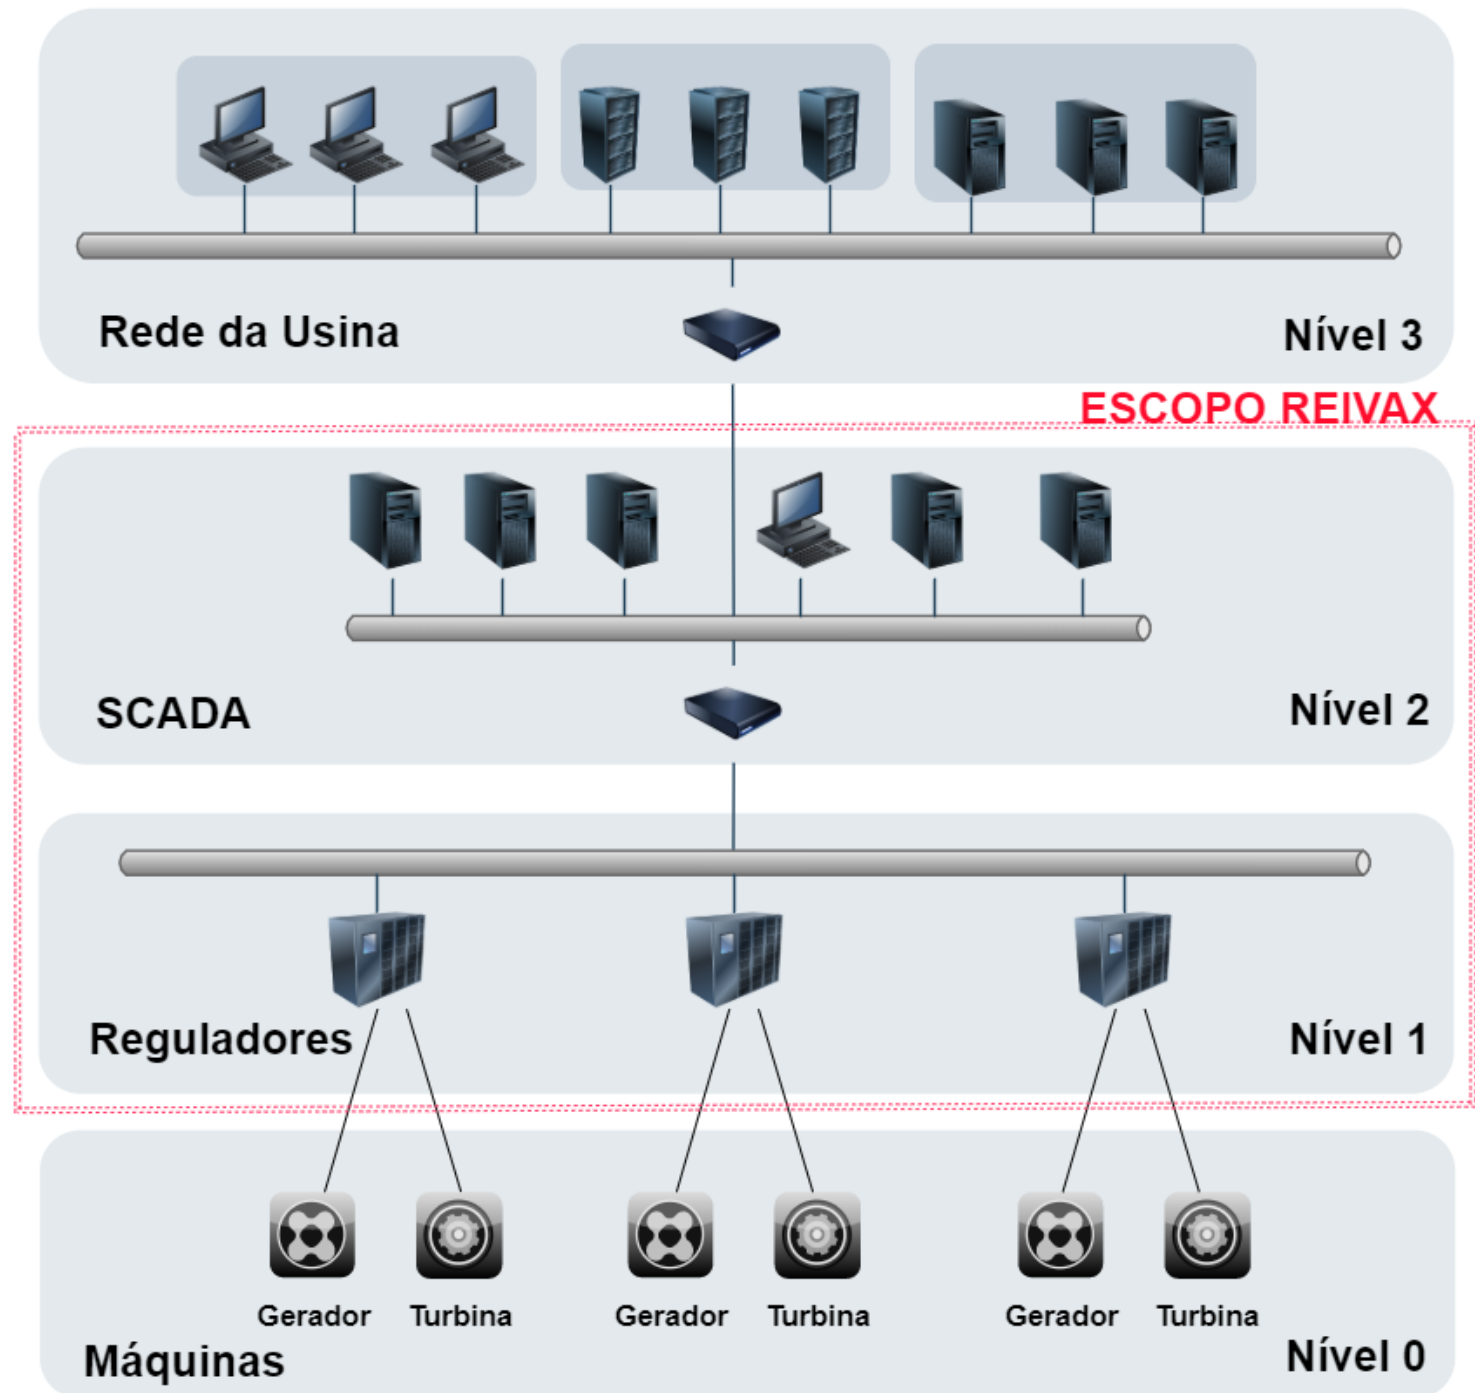 Rede da Usina
Nível 3
ESCOPO REIVAX
SCADA
Nível 2
Reguladores
Nível 1
Gerador Turbina Gerador Turbina Gerador Turbina
Máquinas
Nível 0